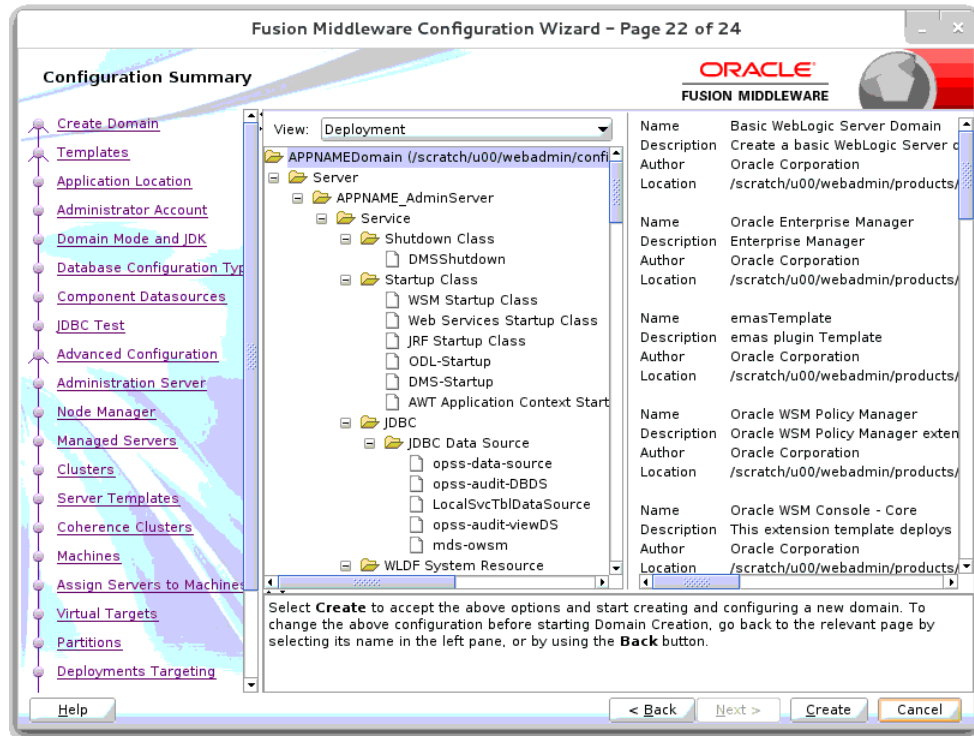 Fusion Middleware Configuration Wizard – Page 22 of 24
Configuration Summary
ORACLE
FUSION MIDDLEWARE
Create Domain
Templates
Application Location
Administrator Account
Domain Mode and JDK
Database Configuration Typ
Component Datasources
JDBC Test
Advanced Configuration
Administration Server
Node Manager
Managed Servers
Clusters
Server Templates
Coherence Clusters
Machines
Assign Servers to Machines
Virtual Targets
Partitions
Deployments Targeting
View: Deployment
APPNAMEDomain (/scratch/u00/webadmin/confi
Server
APPNAME_AdminServer
Service
Shutdown Class
DMSShutdown
Startup Class
WSM Startup Class
Web Services Startup Class
JRF Startup Class
ODL-Startup
DMS-Startup
AWT Application Context Start
JDBC
JDBC Data Source
opss-data-source
opss-audit-DBDS
LocalSvcTblDataSource
opss-audit-viewDS
mds-owsm
WLDF System Resource
Name Basic WebLogic Server Domain
Description Create a basic WebLogic Server d
Author Oracle Corporation
Location /scratch/u00/webadmin/products/
Name Oracle Enterprise Manager
Description Enterprise Manager
Author Oracle Corporation
Location /scratch/u00/webadmin/products/
Name emasTemplate
Description emas plugin Template
Author Oracle Corporation
Location /scratch/u00/webadmin/products/
Name Oracle WSM Policy Manager
Description Oracle WSM Policy Manager exten
Author Oracle Corporation
Location /scratch/u00/webadmin/products/
Name Oracle WSM Console - Core
Description This extension template deploys
Author Oracle Corporation
Location /scratch/u00/webadmin/products/
Select Create to accept the above options and start creating and configuring a new domain. To
change the above configuration before starting Domain Creation, go back to the relevant page by
selecting its name in the left pane, or by using the Back button.
Help
< Back
Next >
Create
Cancel